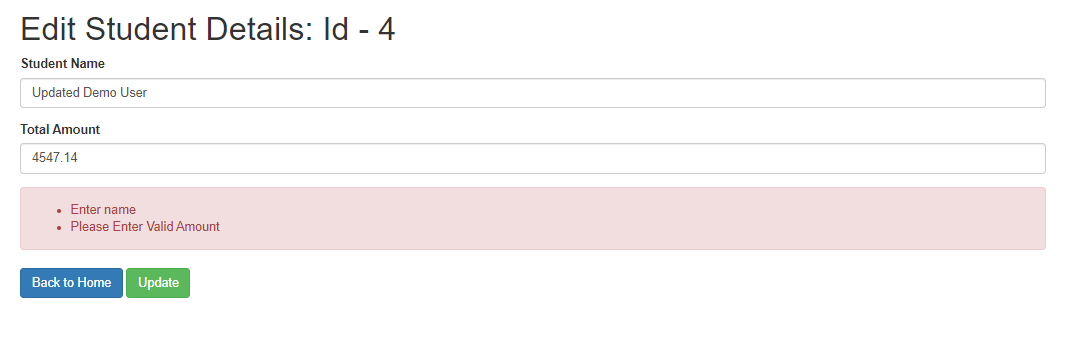 Edit Student Details: Id - 4
Student Name
Updated Demo User
Total Amount
4547.14
Enter name
Please Enter Valid Amount
Back to Home Update